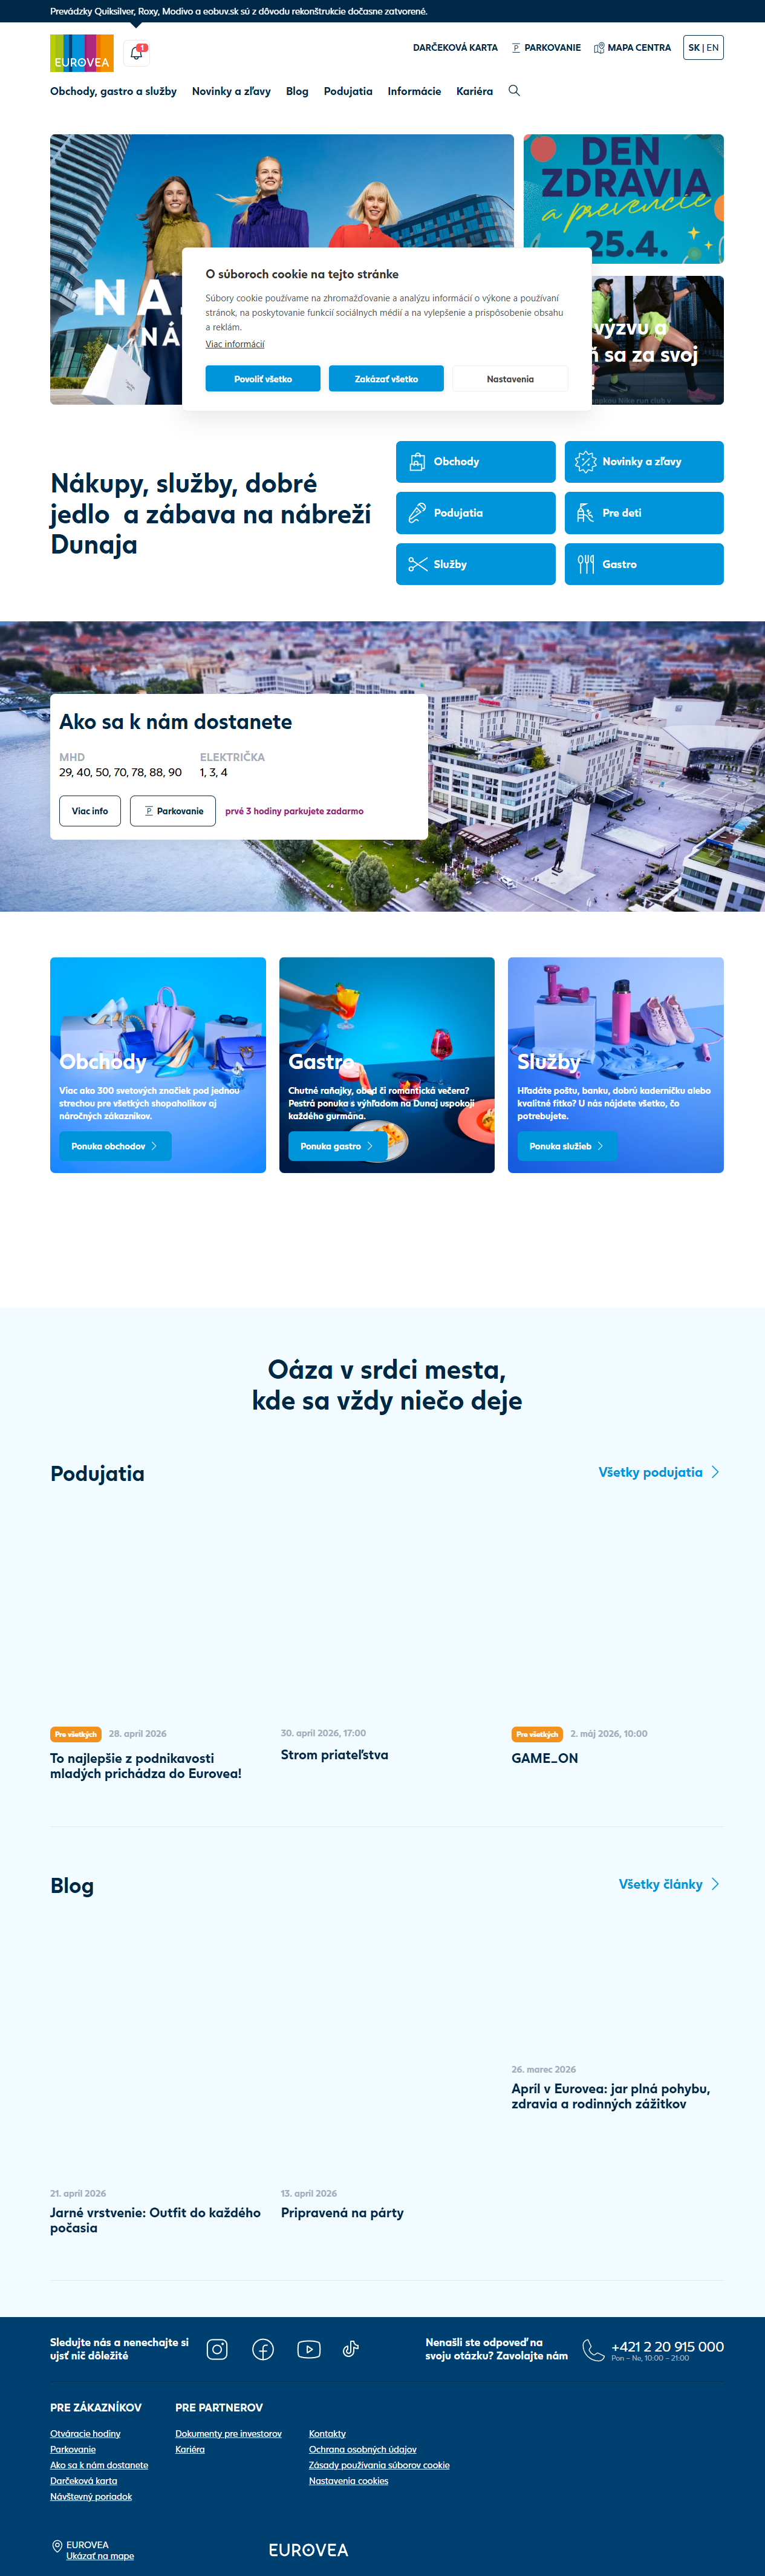 Prevádzky Quiksilver, Roxy, Modivo a eobuv.sk sú z dôvodu rekonštrukcie dočasne zatvorené.
EUROVEA
1
DARČEKOVÁ KARTA
PARKOVANIE
MAPA CENTRA
SK | EN
Obchody, gastro a služby
Novinky a zľavy
Blog
Podujatia
Informácie
Kariéra
DEN
ZDRAVIA
a prevencie
25.4.
výzvu a
sa za svoj
O súboroch cookie na tejto stránke
Súbory cookie používame na zhromažďovanie a analýzu informácií o výkone a používaní
stránok, na poskytovanie funkcií sociálnych médií a na vylepšenie a prispôsobenie obsahu
a reklám.
Viac informácií
Povoliť všetko
Zakázať všetko
Nastavenia
Nákupy, služby, dobré
jedlo a zábava na nábreží
Dunaja
Obchody
Novinky a zľavy
Podujatia
Pre deti
Služby
Gastro
Ako sa k nám dostanete
MHD
29, 40, 50, 70, 78, 88, 90
ELEKTRIČKA
1, 3, 4
Viac info
Parkovanie
prvé 3 hodiny parkujete zadarmo
Obchody
Viac ako 300 svetových značiek pod jednou
strechou pre všetkých shopaholikov aj
náročných zákazníkov.
Ponuka obchodov
Gastro
Chutné raňajky, obed či romantická večera?
Pestrá ponuka s výhľadom na Dunaj uspokojí
každého gurmána.
Ponuka gastro
Služby
Hľadáte poštu, banku, dobrú kaderníčku alebo
kvalitné fitko? U nás nájdete všetko, čo
potrebujete.
Ponuka služieb
Oáza v srdci mesta,
kde sa vždy niečo deje
Podujatia
Všetky podujatia
Pre všetkých
28. apríl 2026
To najlepšie z podnikavosti
mladých prichádza do Eurovea!
30. apríl 2026, 17:00
Strom priateľstva
Pre všetkých
2. máj 2026, 10:00
GAME_ON
Blog
Všetky články
26. marec 2026
Apríl v Eurovea: jar plná pohybu,
zdravia a rodinných zážitkov
21. apríl 2026
Jarné vrstvenie: Outfit do každého
počasia
13. apríl 2026
Pripravená na párty
Sledujte nás a nenechajte si
ujsť nič dôležité
Nenašli ste odpoveď na
svoju otázku? Zavolajte nám
+421 2 20 915 000
Pon – Ne, 10:00 – 21:00
PRE ZÁKAZNÍKOV
Otváracie hodiny
Parkovanie
Ako sa k nám dostanete
Darčeková karta
Návštevný poriadok
PRE PARTNEROV
Dokumenty pre investorov
Kariéra
Kontakty
Ochrana osobných údajov
Zásady používania súborov cookie
Nastavenia cookies
EUROVEA
Ukázať na mape
EUROVEA